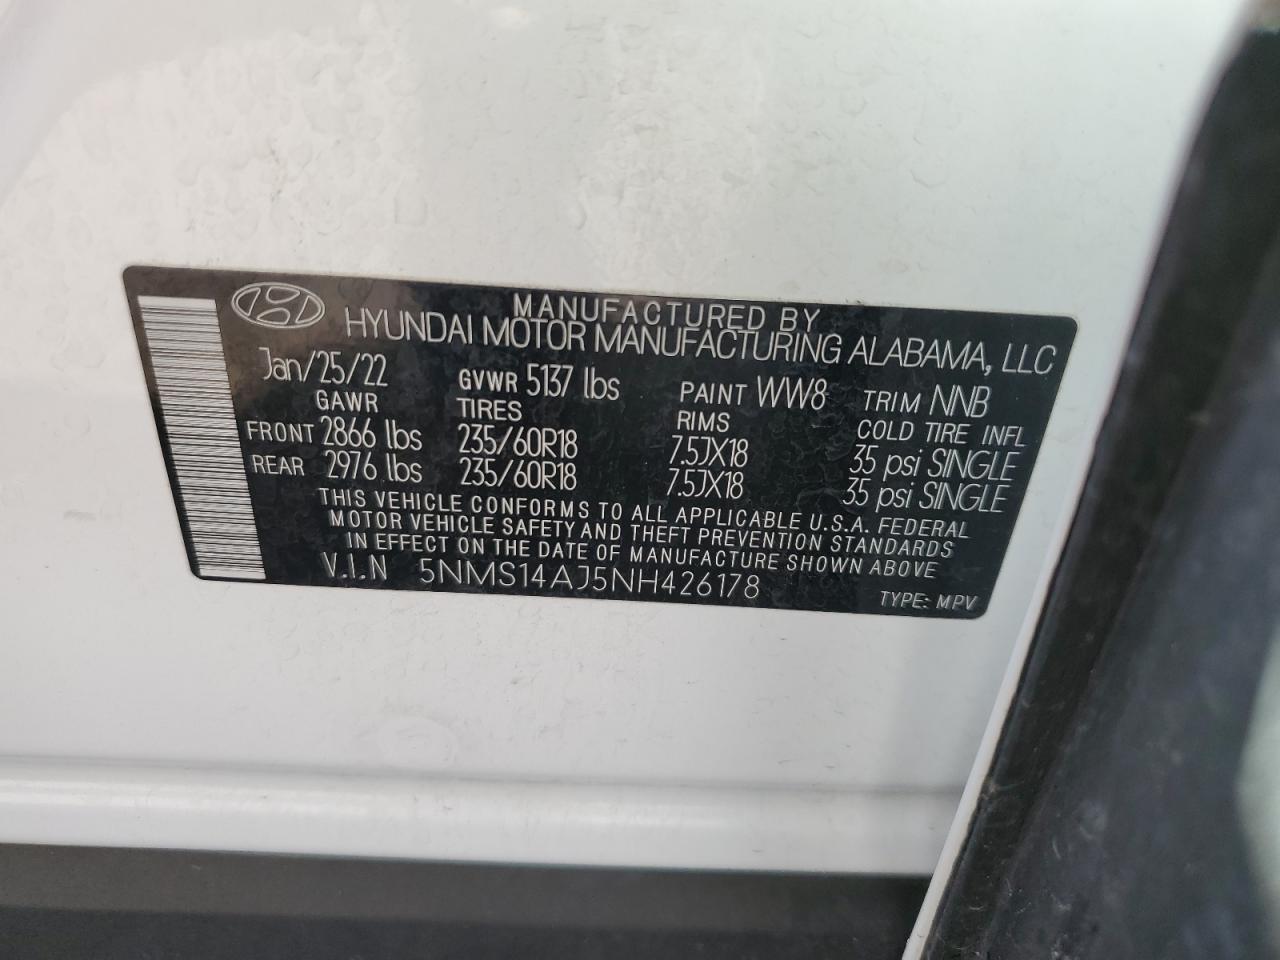 MANUFACTURED BY
HYUNDAI MOTOR MANUFACTURING ALABAMA, LLC
Jan/25/22 GVWR 5137 lbs PAINT WW8 TRIM NNB
GAWR TIRES RIMS COLD TIRE INFL
FRONT 2866 lbs 235/60R18 7.5JX18 35 psi SINGLE
REAR 2976 lbs 235/60R18 7.5JX18 35 psi SINGLE
THIS VEHICLE CONFORMS TO ALL APPLICABLE U.S.A. FEDERAL
MOTOR VEHICLE SAFETY AND THEFT PREVENTION STANDARDS
IN EFFECT ON THE DATE OF MANUFACTURE SHOWN ABOVE
V.I.N 5NMS14AJ5NH426178
TYPE: MPV